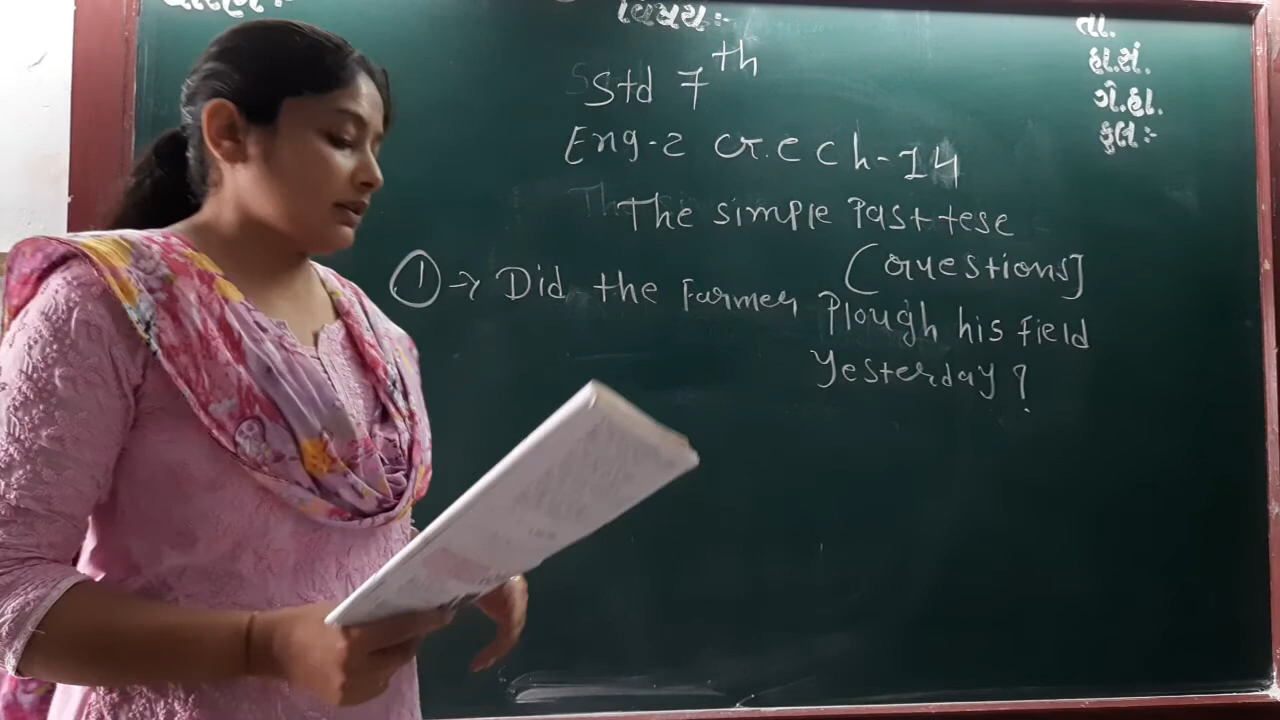 વિષય:-
તા.
હા.સં.
ગે.હા.
કુલ:-
Std 7th
Eng-2 Gr.C Ch-14
The simple Past tese
(Questions]
① → Did the Farmer Plough his field
Yesterday?